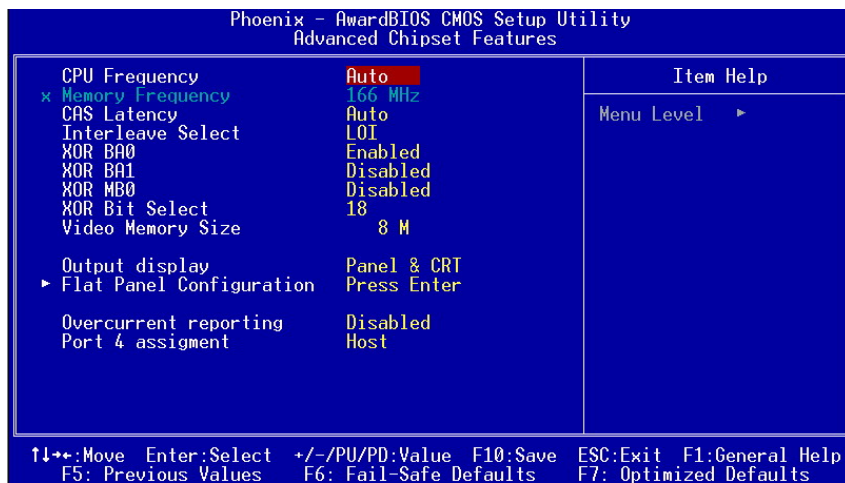 Phoenix - AwardBIOS CMOS Setup Utility
Advanced Chipset Features
CPU Frequency Auto
x Memory Frequency 166 MHz
CAS Latency Auto
Interleave Select LOI
XOR BA0 Enabled
XOR BA1 Disabled
XOR MB0 Disabled
XOR Bit Select 18
Video Memory Size 8 M
Output display Panel & CRT
► Flat Panel Configuration Press Enter
Overcurrent reporting Disabled
Port 4 assigment Host
Item Help
Menu Level ►
↑↓→←:Move Enter:Select +/-/PU/PD:Value F10:Save ESC:Exit F1:General Help
F5: Previous Values F6: Fail-Safe Defaults F7: Optimized Defaults